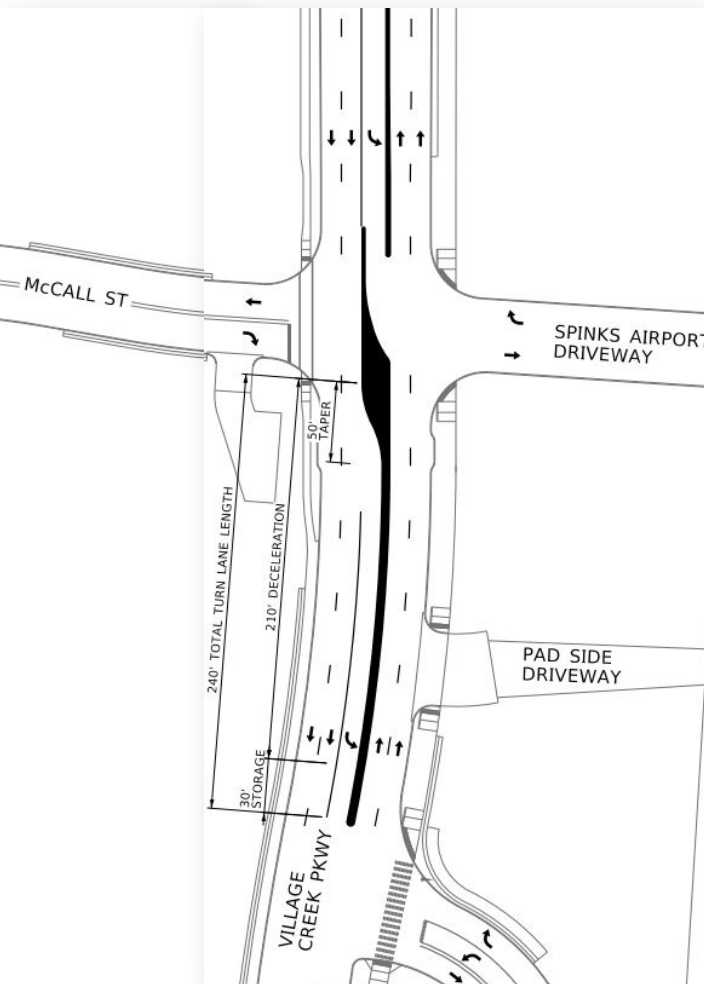 McCALL ST
SPINKS AIRPORT
DRIVEWAY
50'
TAPER
240' TOTAL TURN LANE LENGTH
210' DECELERATION
PAD SIDE
DRIVEWAY
30'
STORAGE
VILLAGE
CREEK PKWY